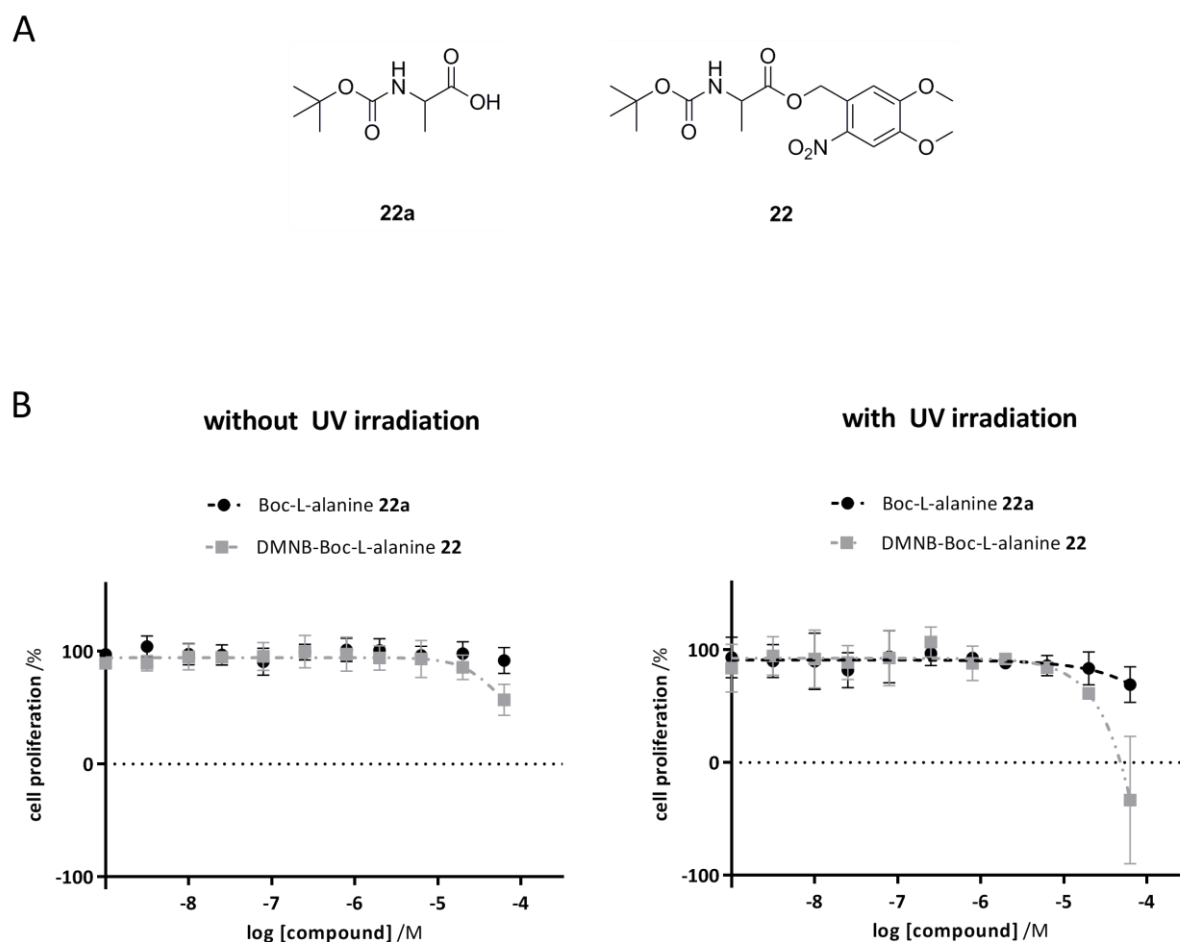 A
H
O
O
N
OH
O
22a
H
O
O
N
O
O
O
O₂N
O
22
B
without UV irradiation
Boc-L-alanine 22a
DMNB-Boc-L-alanine 22
cell proliferation /%
100
0
-100
-8
-7
-6
-5
-4
log [compound] /M
with UV irradiation
Boc-L-alanine 22a
DMNB-Boc-L-alanine 22
cell proliferation /%
100
0
-100
-8
-7
-6
-5
-4
log [compound] /M